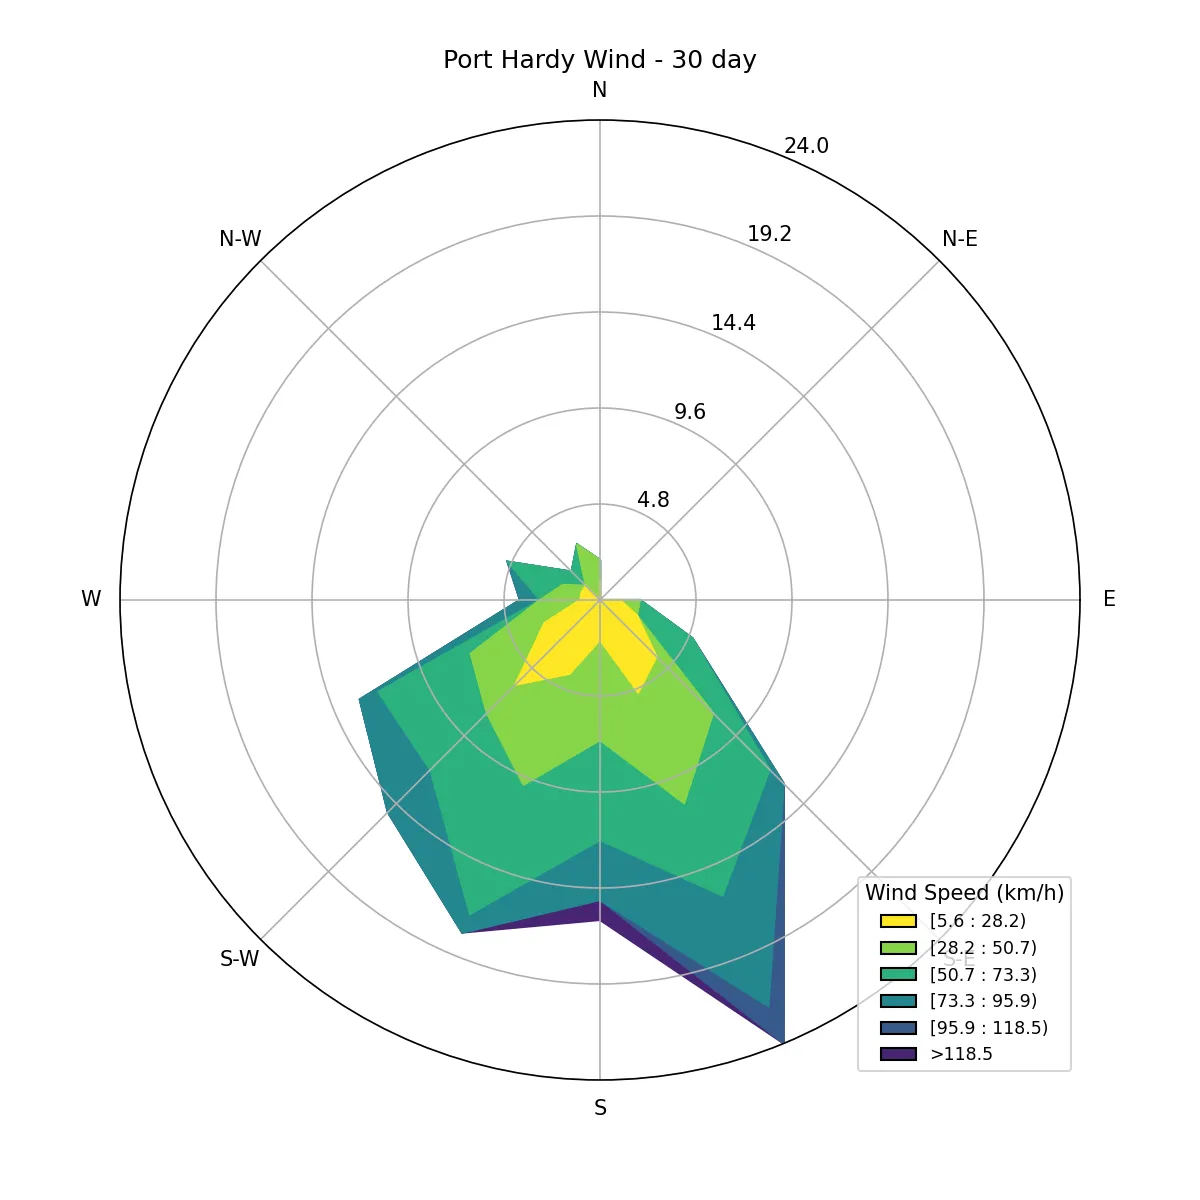 Port Hardy Wind - 30 day
N
24.0
N-W
19.2
N-E
14.4
9.6
4.8
W
E
Wind Speed (km/h)
[5.6 : 28.2)
[28.2 : 50.7)
S-W
S-E
[50.7 : 73.3)
[73.3 : 95.9)
[95.9 : 118.5)
>118.5
S